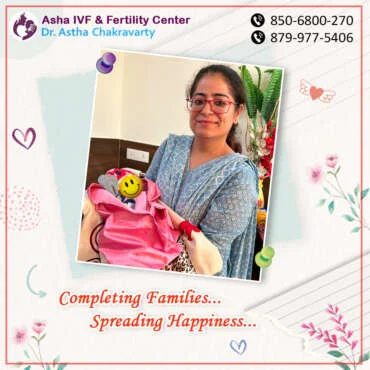 Asha IVF & Fertility Center
Dr. Astha Chakravarty
850-6800-270
879-977-5406
Completing Families...
Spreading Happiness...